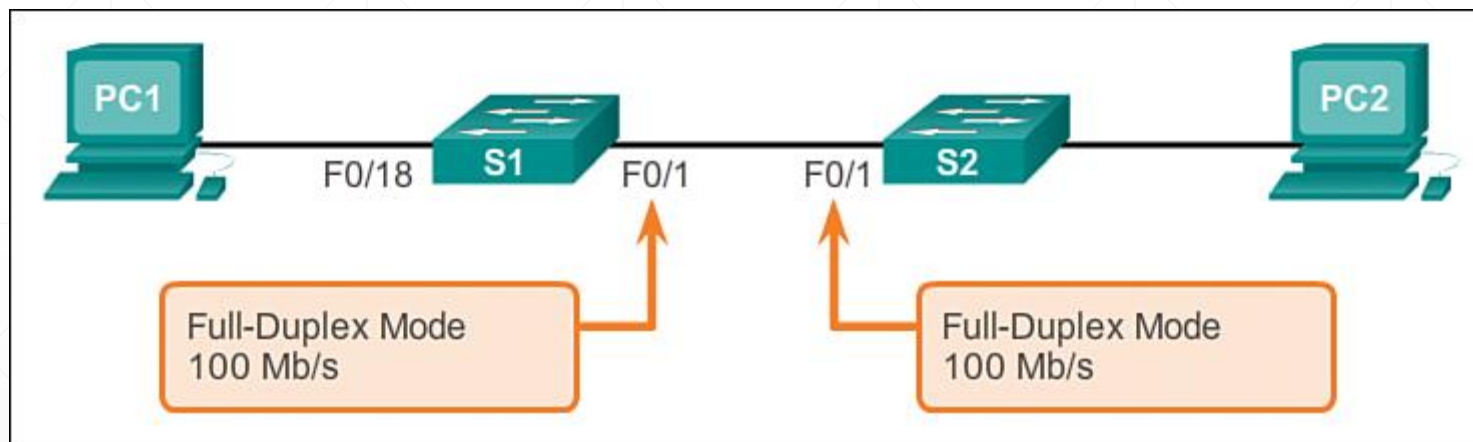 PC1
PC2
S1
S2
F0/18
F0/1
F0/1
Full-Duplex Mode
100 Mb/s
Full-Duplex Mode
100 Mb/s